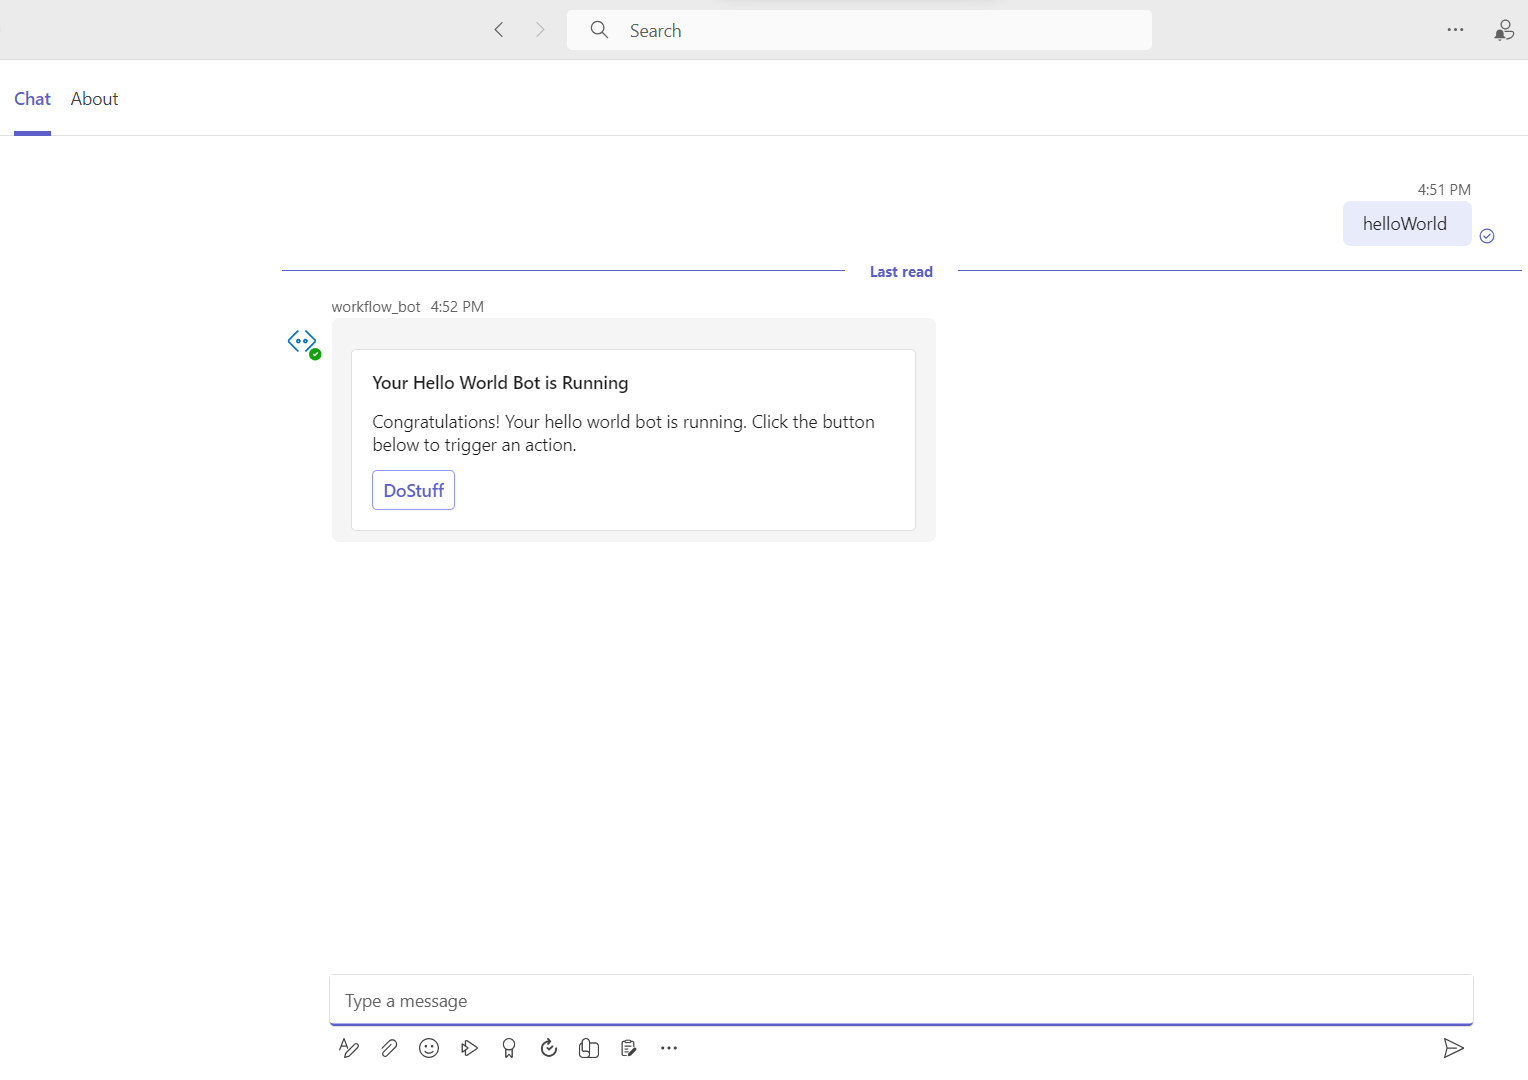 Search
Chat About
4:51 PM
helloWorld
Last read
workflow_bot 4:52 PM
Your Hello World Bot is Running
Congratulations! Your hello world bot is running. Click the button
below to trigger an action.
DoStuff
Type a message